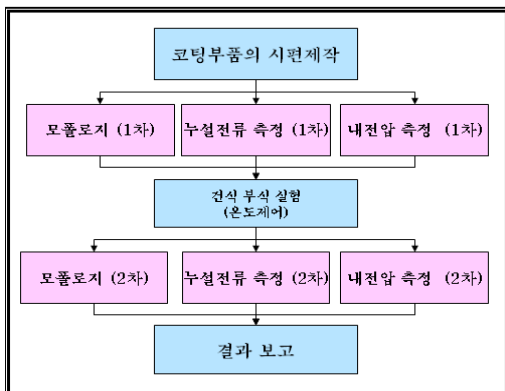 코팅부품의 시편제작
모폴로지 (1차)
누설전류 측정 (1차)
내전압 측정 (1차)
건식 부식 실험
(온도제어)
모폴로지 (2차)
누설전류 측정 (2차)
내전압 측정 (2차)
결과 보고